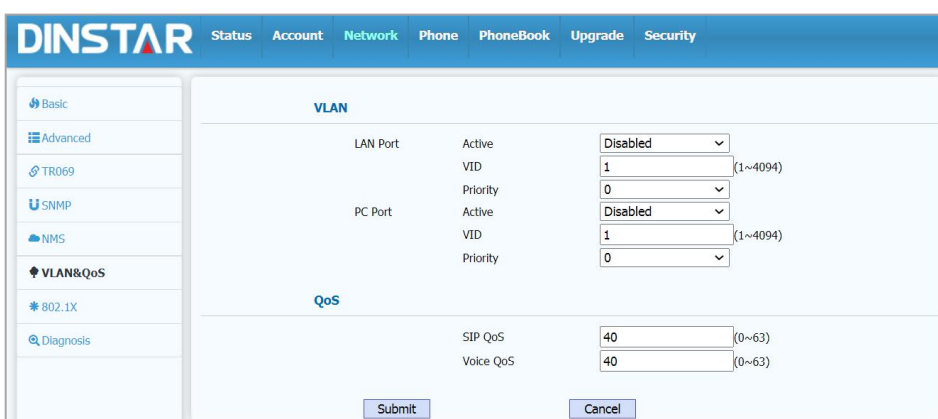 DINSTAR Status Account Network Phone PhoneBook Upgrade Security
Basic
Advanced
TR069
SNMP
NMS
VLAN&QoS
802.1X
Diagnosis
VLAN
LAN Port Active Disabled
VID 1 (1~4094)
Priority 0
PC Port Active Disabled
VID 1 (1~4094)
Priority 0
QoS
SIP QoS 40 (0~63)
Voice QoS 40 (0~63)
Submit Cancel